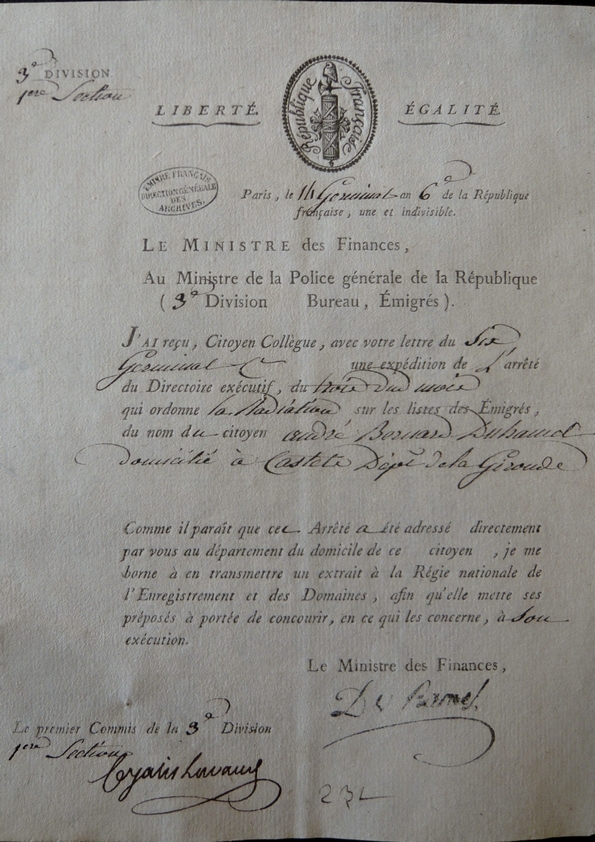 3e DIVISION
1ere Section
LIBERTÉ. ÉGALITÉ.
République française
EMPIRE FRANÇAIS
DIRECTION GÉNÉRALE
DES
ARCHIVES.
Paris, le 14 Germinal an 6e de la République
française, une et indivisible.
LE MINISTRE des Finances,
Au Ministre de la Police générale de la République
( 3e Division Bureau, Émigrés ).
J'AI reçu, Citoyen Collègue, avec votre lettre du Six
Germinal une expédition de L'arrêté
du Directoire exécutif, du trois du mois
qui ordonne la Radiation sur les listes des Émigrés,
du nom du citoyen andré Bernard Duhamel
domicilié à Castets Dépt de la Gironde
Comme il paraît que cet Arrêté a été adressé directement
par vous au département du domicile de ce citoyen , je me
borne à en transmettre un extrait à la Régie nationale de
l'Enregistrement et des Domaines, afin qu'elle mette ses
préposés à portée de concourir, en ce qui les concerne, à son
exécution.
Le Ministre des Finances,
Le premier Commis de la 3e Division
1ere Section